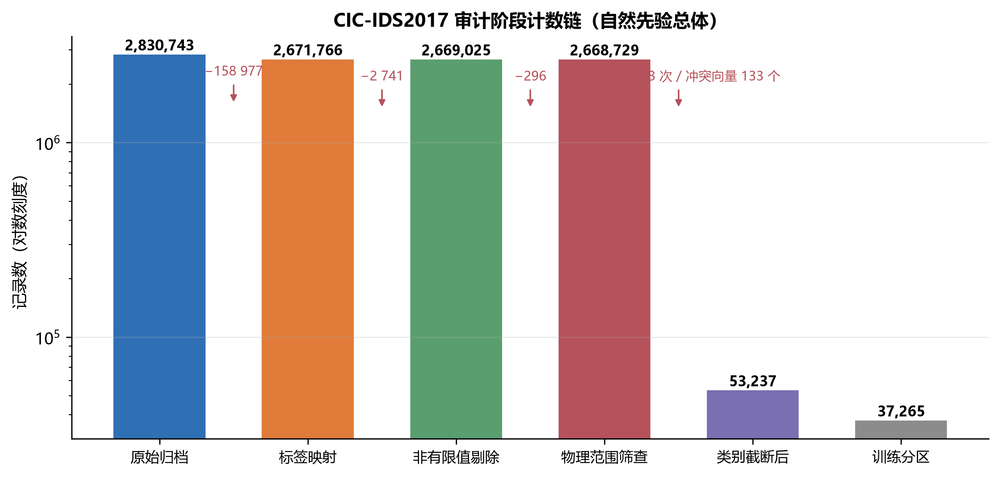 CIC-IDS2017 审计阶段计数链（自然先验总体）
2,830,743
2,671,766
2,669,025
2,668,729
−158 977
−2 741
−296
3 次 / 冲突向量 133 个
10⁶
10⁵
记录数（对数刻度）
53,237
37,265
原始归档
标签映射
非有限值剔除
物理范围筛查
类别截断后
训练分区